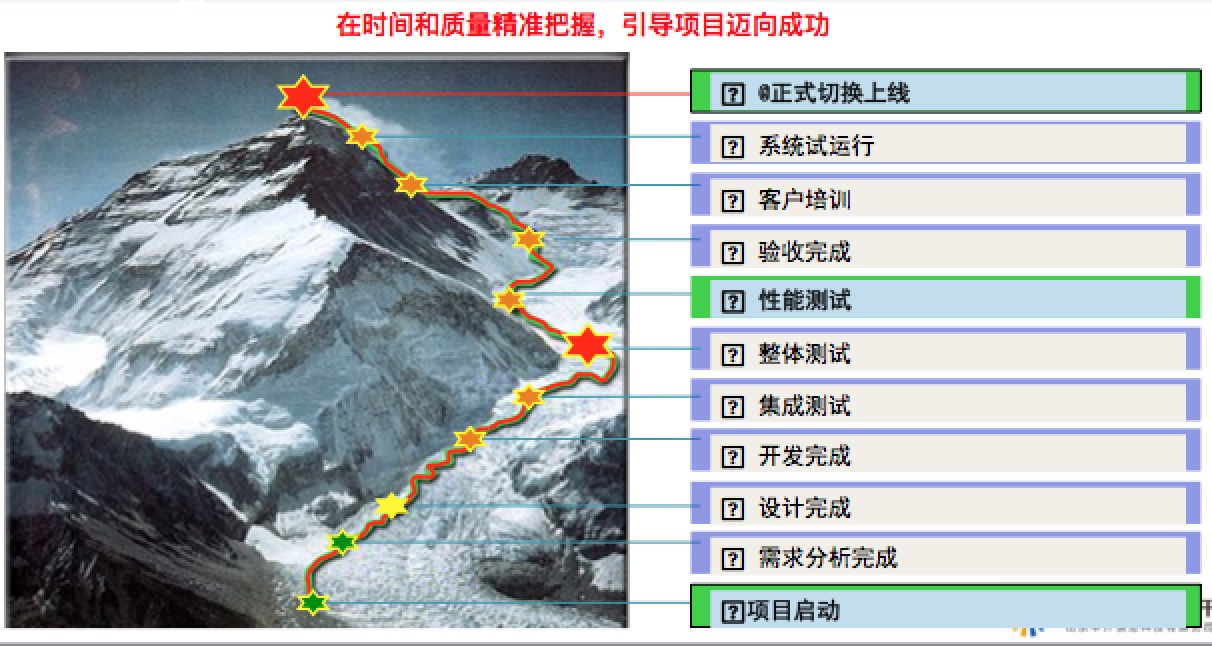 在时间和质量精准把握，引导项目迈向成功
@正式切换上线
系统试运行
客户培训
验收完成
性能测试
整体测试
集成测试
开发完成
设计完成
需求分析完成
项目启动